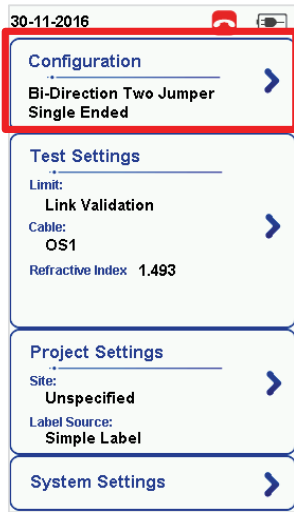 30-11-2016
Configuration
Bi-Direction Two Jumper
Single Ended
Test Settings
Limit:
Link Validation
Cable:
OS1
Refractive Index 1.493
Project Settings
Site:
Unspecified
Label Source:
Simple Label
System Settings